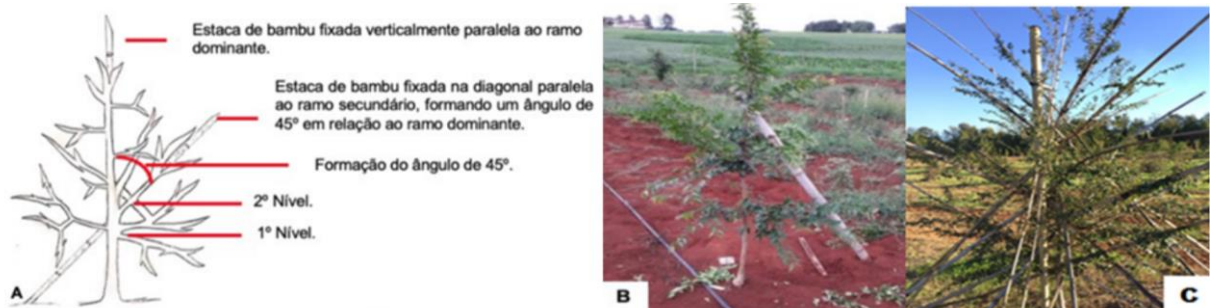 Estaca de bambu fixada verticalmente paralela ao ramo
dominante.
Estaca de bambu fixada na diagonal paralela
ao ramo secundário, formando um ângulo de
45º em relação ao ramo dominante.
Formação do ângulo de 45º.
2º Nível.
1º Nível.
A
B
C